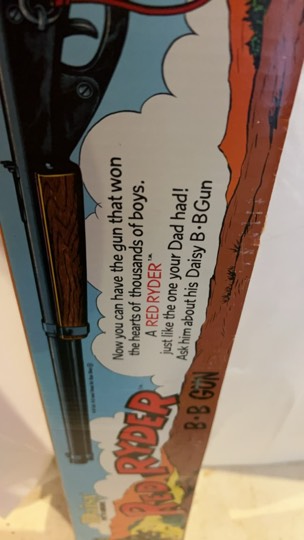 Now you can have the gun that won
the hearts of thousands of boys.
A RED RYDER™
just like the one your Dad had!
Ask him about his Daisy B•B Gun
RED RYDER™
B•B GUN